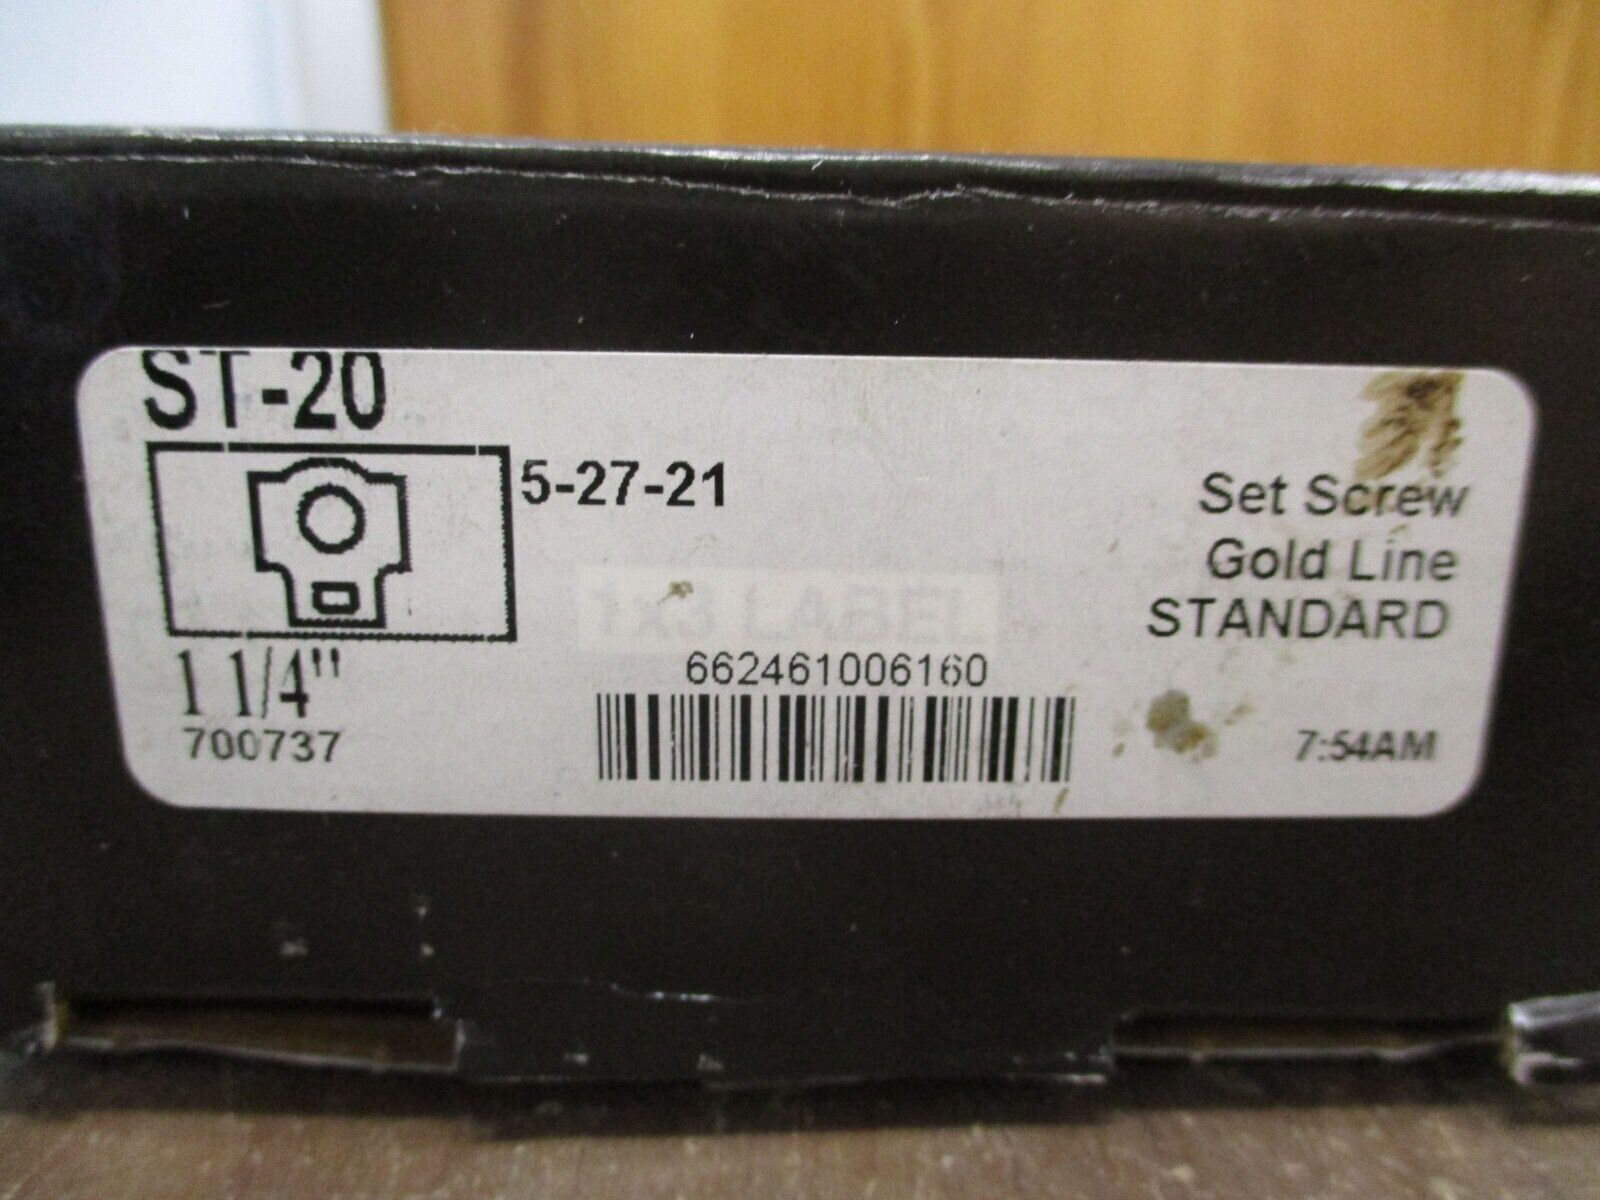 ST-20
5-27-21
Set Screw
Gold Line
STANDARD
1x3 LABEL
662461006160
1 1/4"
700737
7:54AM